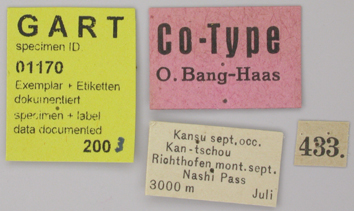 GART
specimen ID
01170
Exemplar + Etiketten
dokumentiert
specimen + label
data documented
2003
Co-Type
O. Bang-Haas
Kansu sept. occ.
Kan-tschou
Richthofen mont. sept.
Nashi Pass
3000 m Juli
433.